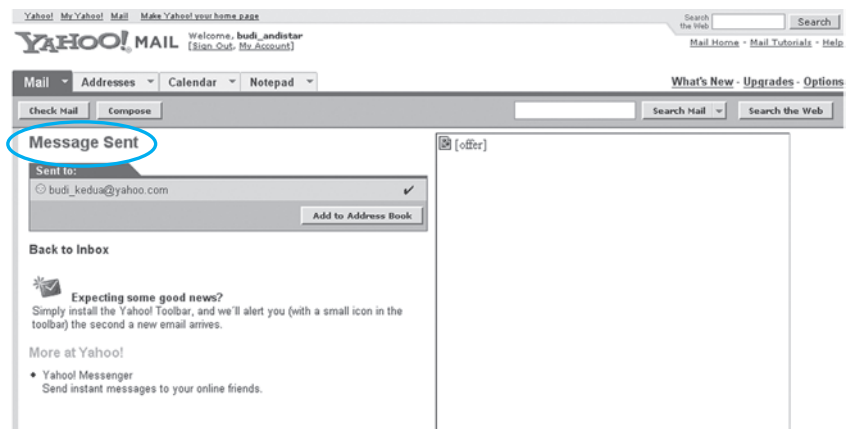 Yahoo! My Yahoo! Mail Make Yahoo! your home page
Search the Web
Search
YAHOO! MAIL
Welcome, budi_andistar
[Sign Out, My Account]
Mail Home - Mail Tutorials - Help
Mail Addresses Calendar Notepad
What's New - Upgrades - Options
Check Mail Compose
Search Mail Search the Web
Message Sent
[offer]
Sent to:
budi_kedua@yahoo.com
Add to Address Book
Back to Inbox
Expecting some good news?
Simply install the Yahoo! Toolbar, and we'll alert you (with a small icon in the
toolbar) the second a new email arrives.
More at Yahoo!
Yahoo! Messenger
Send instant messages to your online friends.